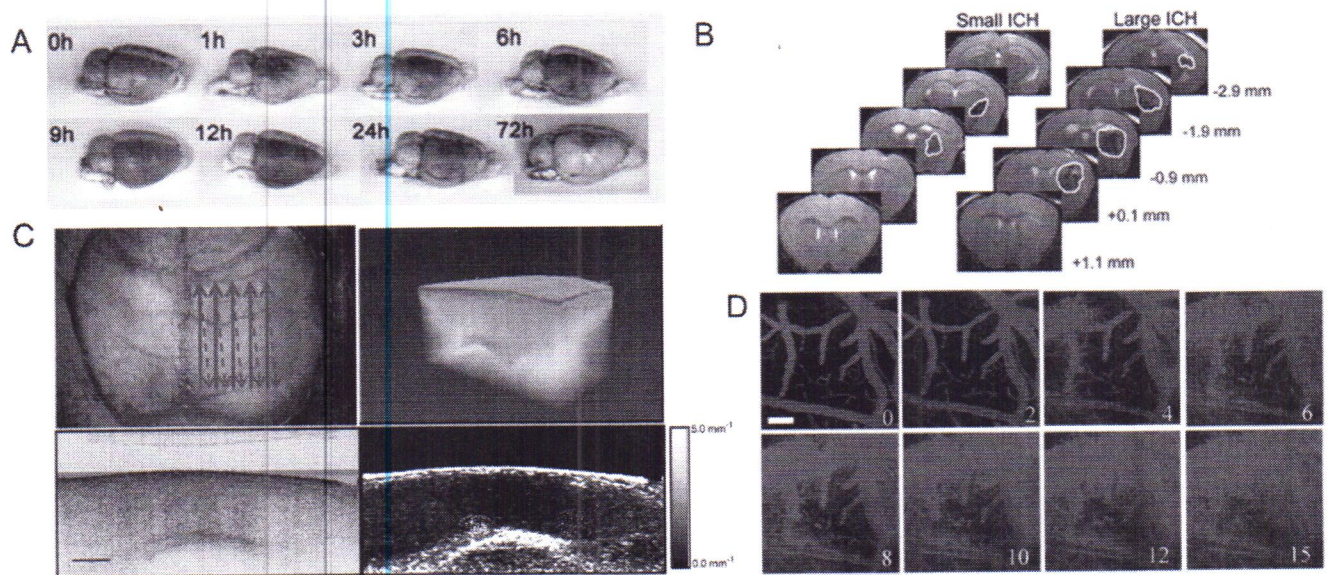 A
0h 1h 3h 6h
9h 12h 24h 72h
B
Small ICH Large ICH
-2.9 mm
-1.9 mm
-0.9 mm
+0.1 mm
+1.1 mm
C
5.0 mm⁻¹
0.0 mm⁻¹
D
0 2 4 6
8 10 12 15